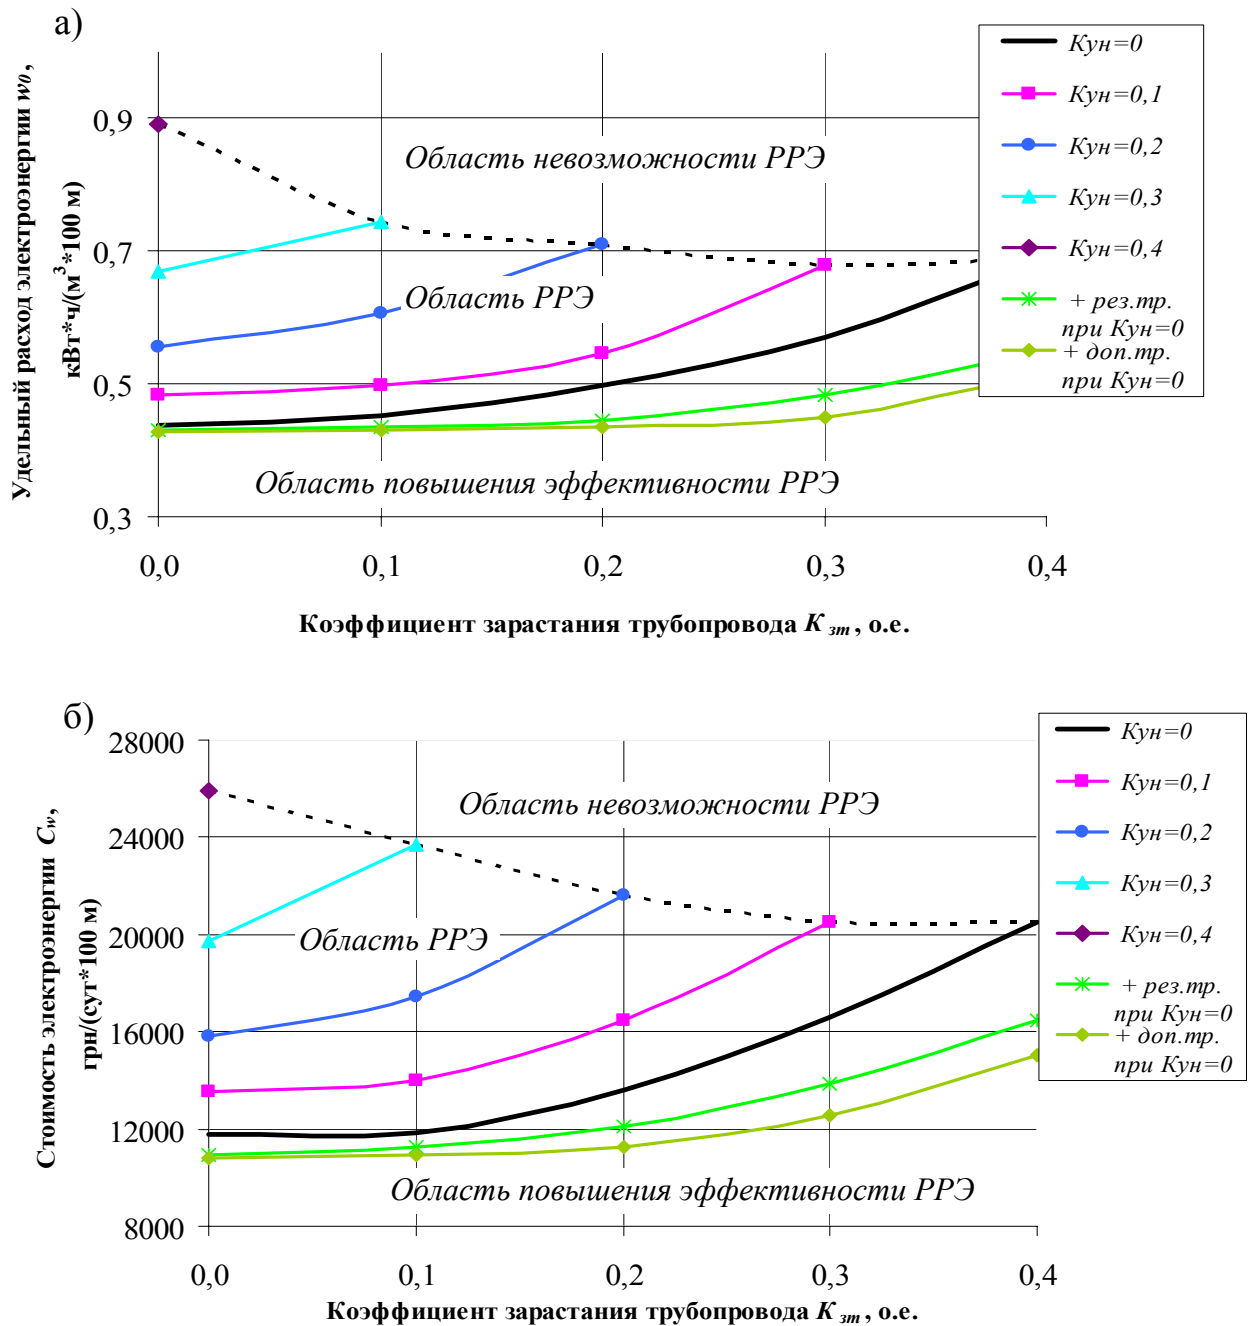 а)
Удельный расход электроэнергии w₀,
кВт*ч/(м³*100 м)
0,9
0,7
0,5
0,3
0,0
0,1
0,2
0,3
0,4
Коэффициент зарастания трубопровода К зт, о.е.
Область невозможности РРЭ
Область РРЭ
Область повышения эффективности РРЭ
Кун=0
Кун=0,1
Кун=0,2
Кун=0,3
Кун=0,4
+ рез.тр.
при Кун=0
+ доп.тр.
при Кун=0
б)
Стоимость электроэнергии Cw,
грн/(сут*100 м)
28000
24000
20000
16000
12000
8000
0,0
0,1
0,2
0,3
0,4
Коэффициент зарастания трубопровода К зт, о.е.
Область невозможности РРЭ
Область РРЭ
Область повышения эффективности РРЭ
Кун=0
Кун=0,1
Кун=0,2
Кун=0,3
Кун=0,4
+ рез.тр.
при Кун=0
+ доп.тр.
при Кун=0